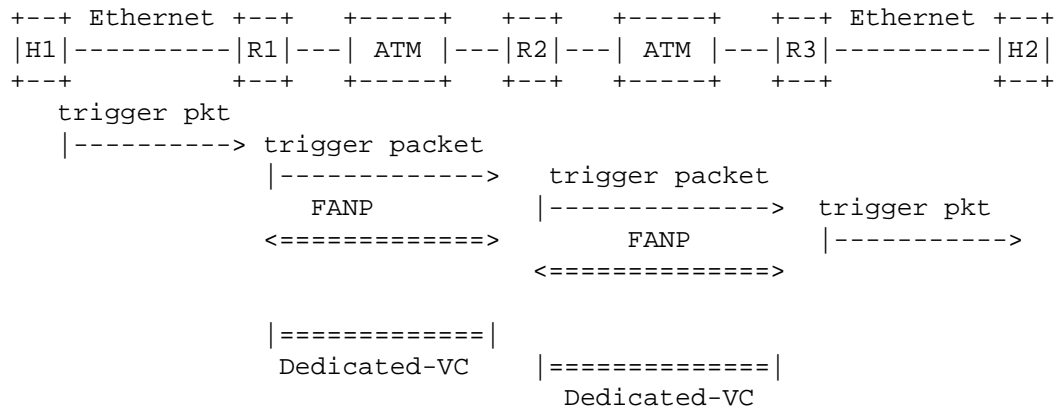 +--+ Ethernet +--+   +-----+   +--+   +-----+   +--+ Ethernet +--+
|H1|----------|R1|---| ATM |---|R2|---| ATM |---|R3|----------|H2|
+--+          +--+   +-----+   +--+   +-----+   +--+          +--+
   trigger pkt
   |----------> trigger packet
                |------------->   trigger packet
                   FANP          |-------------->  trigger pkt
                <=============>        FANP        |----------->
                                 <==============>

                |=============|
                 Dedicated-VC    |==============|
                                   Dedicated-VC